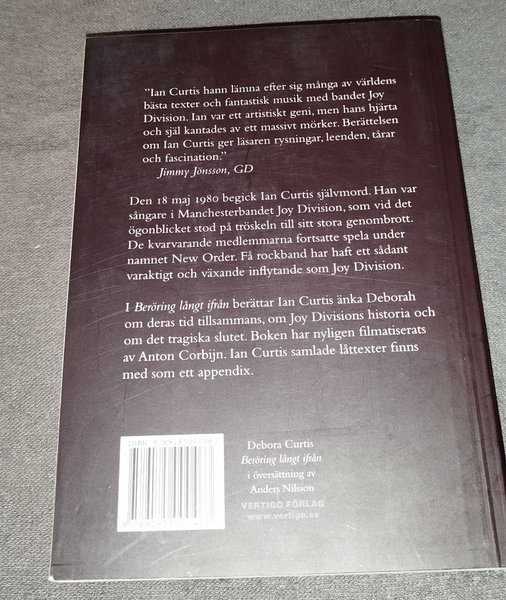 ”Ian Curtis hann lämna efter sig många av världens
bästa texter och fantastisk musik med bandet Joy
Division. Ian var ett artistiskt geni, men hans hjärta
och själ kantades av ett massivt mörker. Berättelsen
om Ian Curtis ger läsaren rysningar, leenden, tårar
och fascination.”
Jimmy Jönsson, GD
Den 18 maj 1980 begick Ian Curtis självmord. Han var
sångare i Manchesterbandet Joy Division, som vid det
ögonblicket stod på tröskeln till sitt stora genombrott.
De kvarvarande medlemmarna fortsatte spela under
namnet New Order. Få rockband har haft ett sådant
varaktigt och växande inflytande som Joy Division.
I Beröring långt ifrån berättar Ian Curtis änka Deborah
om deras tid tillsammans, om Joy Divisions historia och
om det tragiska slutet. Boken har nyligen filmatiserats
av Anton Corbijn. Ian Curtis samlade låttexter finns
med som ett appendix.
ISBN
Debora Curtis
Beröring långt ifrån
i översättning av
Anders Nilsson
VERTIGO FÖRLAG
www.vertigo.se